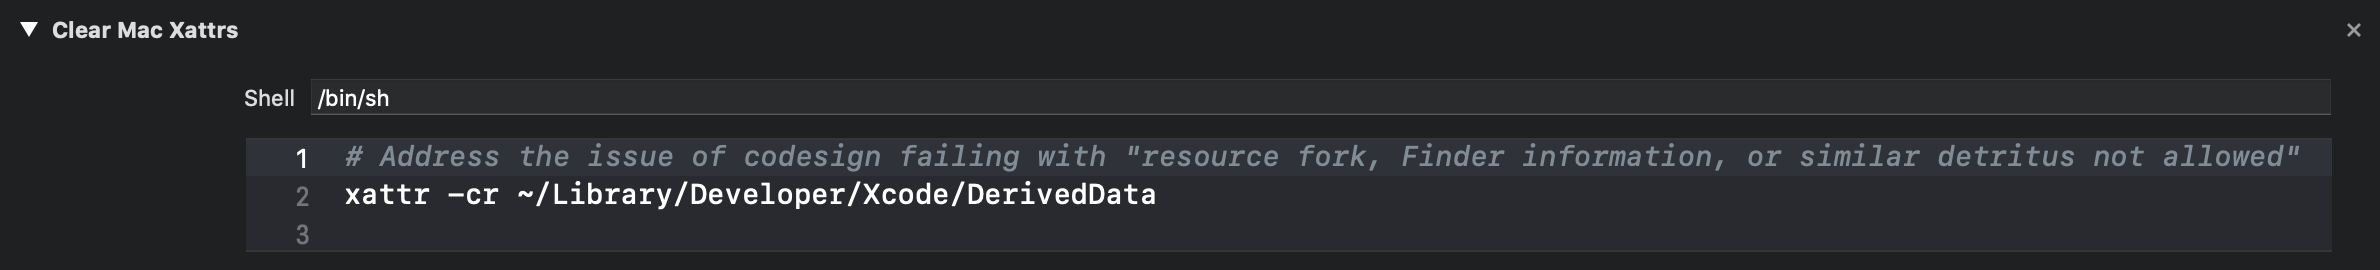 Clear Mac Xattrs
Shell /bin/sh
1 # Address the issue of codesign failing with "resource fork, Finder information, or similar detritus not allowed"
2 xattr -cr ~/Library/Developer/Xcode/DerivedData
3